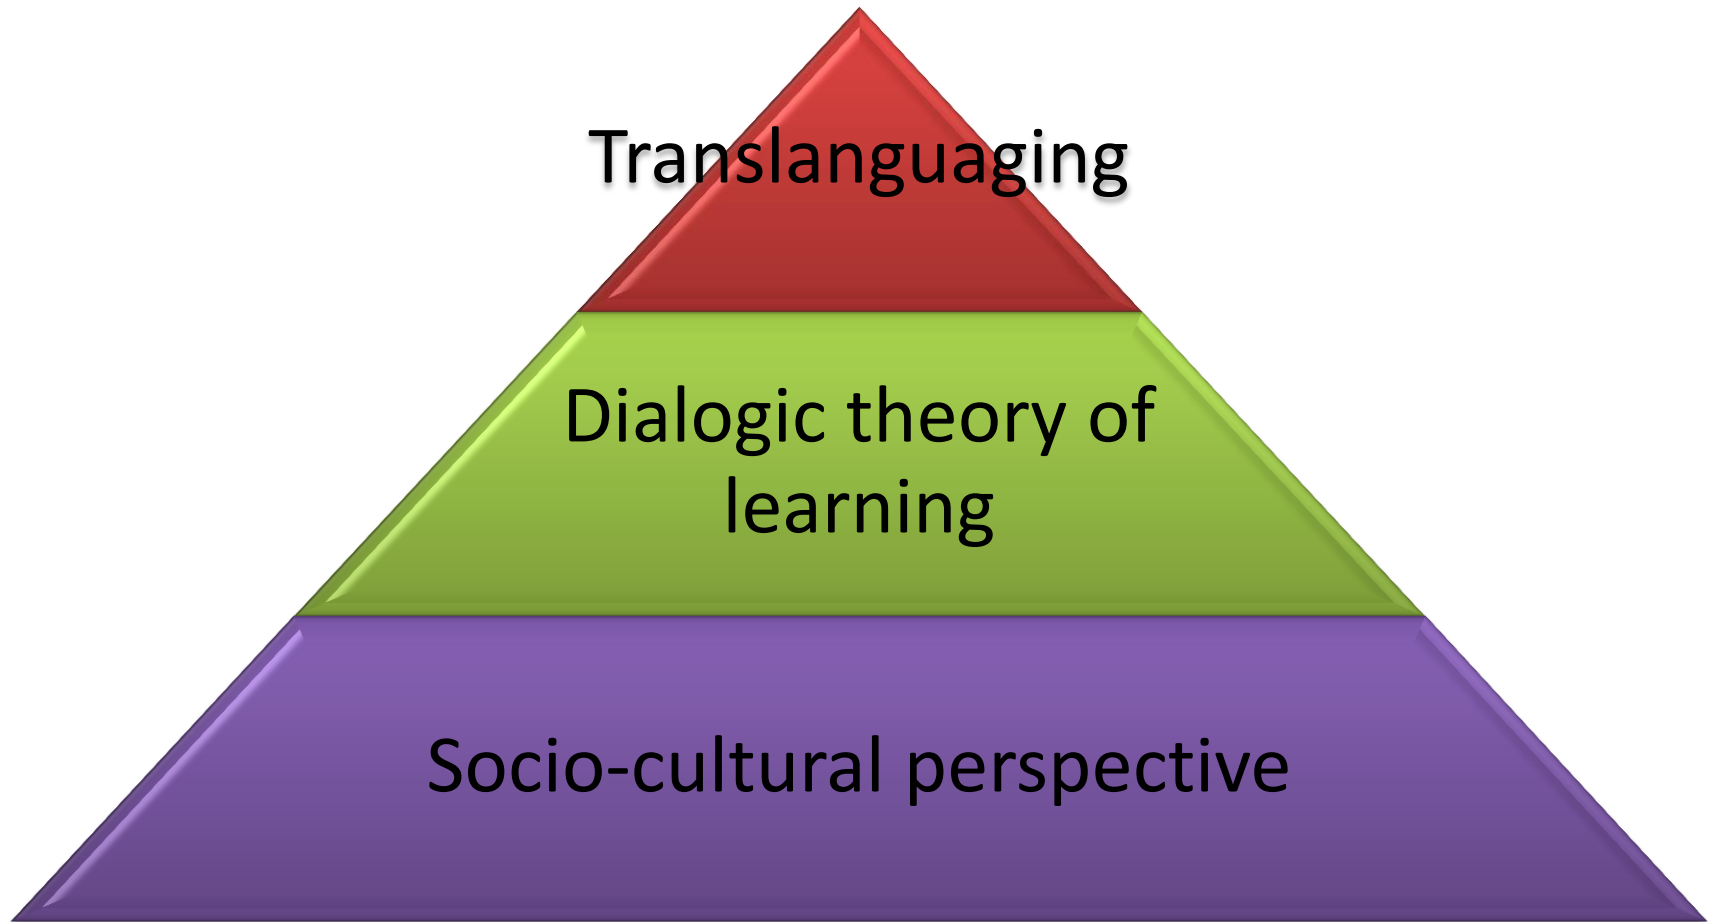 Translanguaging
Dialogic theory of
learning
Socio-cultural perspective